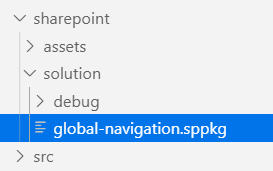 sharepoint
assets
solution
debug
global-navigation.sppkg
src